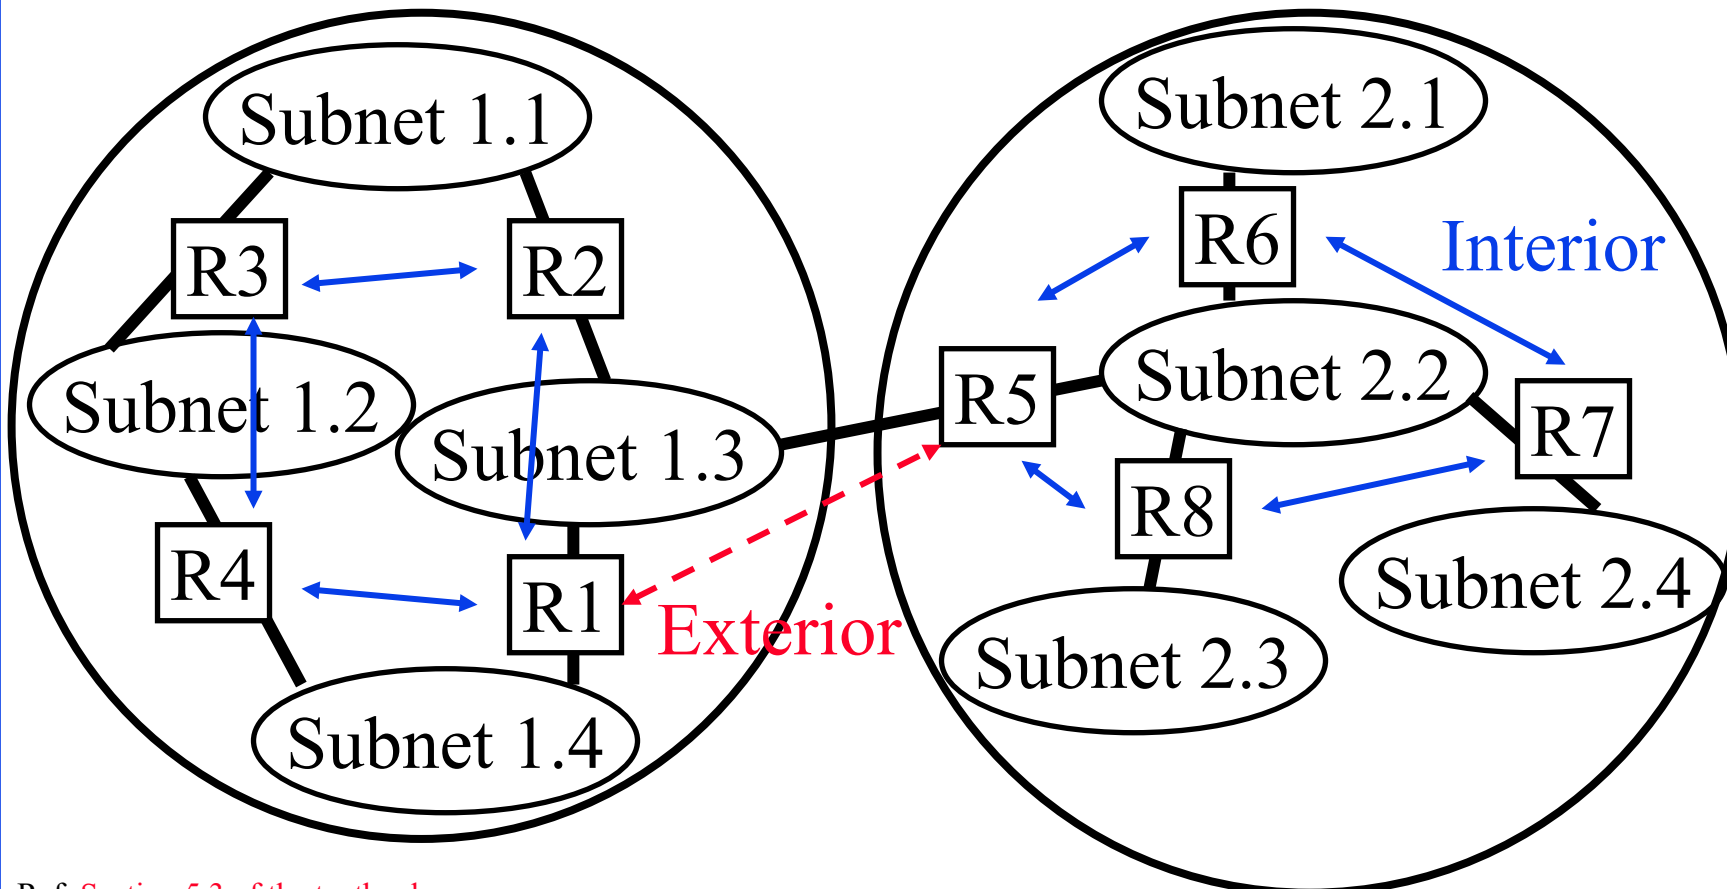 Subnet 1.1
R3
R2
Subnet 1.2
Subnet 1.3
R4
R1
Subnet 1.4
Exterior
Subnet 2.1
R6
Interior
R5
Subnet 2.2
R7
R8
Subnet 2.4
Subnet 2.3